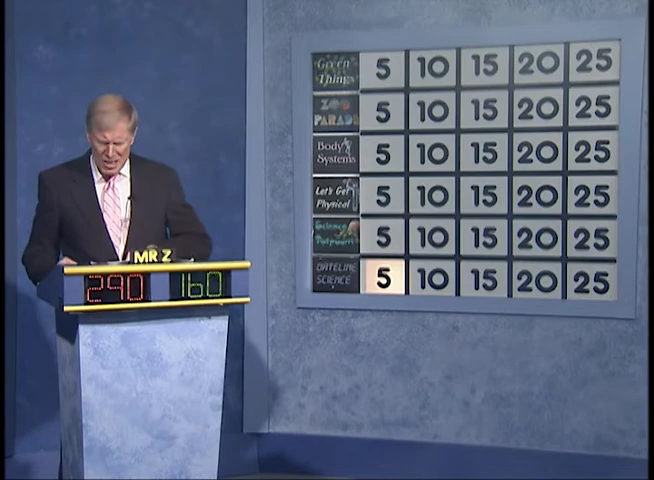 Green Things 5 10 15 20 25
ZOO PARADE 5 10 15 20 25
Body Systems 5 10 15 20 25
Let's Get Physical 5 10 15 20 25
Science Potpourri 5 10 15 20 25
DATELINE SCIENCE 5 10 15 20 25
MR Z
290 160